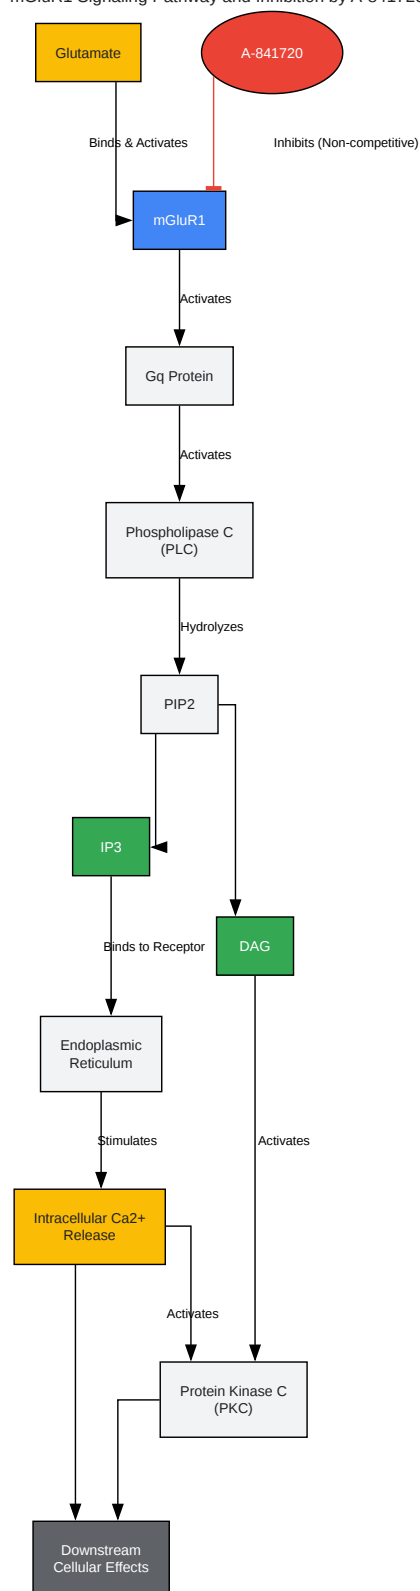 mGluR1 Signaling Pathway and Inhibition by A-841720
Glutamate
A-841720
Binds & Activates
Inhibits (Non-competitive)
mGluR1
Activates
Gq Protein
Activates
Phospholipase C
(PLC)
Hydrolyzes
PIP2
IP3
DAG
Binds to Receptor
Endoplasmic
Reticulum
Stimulates
Activates
Intracellular Ca2+
Release
Activates
Protein Kinase C
(PKC)
Downstream
Cellular Effects